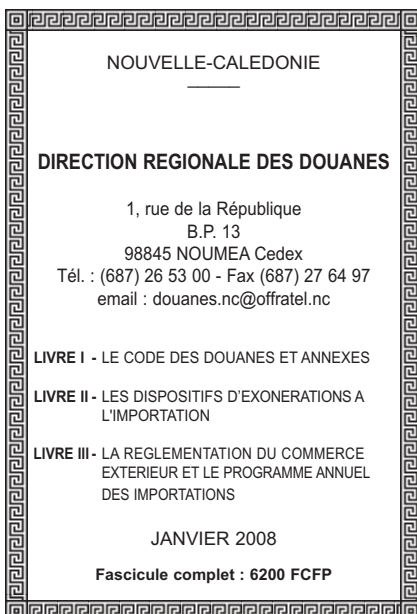 NOUVELLE-CALEDONIE
DIRECTION REGIONALE DES DOUANES
1, rue de la République
B.P. 13
98845 NOUMEA Cedex
Tél. : (687) 26 53 00 - Fax (687) 27 64 97
email : douanes.nc@offratel.nc
LIVRE I - LE CODE DES DOUANES ET ANNEXES
LIVRE II - LES DISPOSITIFS D'EXONERATIONS A
L'IMPORTATION
LIVRE III - LA REGLEMENTATION DU COMMERCE
EXTERIEUR ET LE PROGRAMME ANNUEL
DES IMPORTATIONS
JANVIER 2008
Fascicule complet : 6200 FCFP